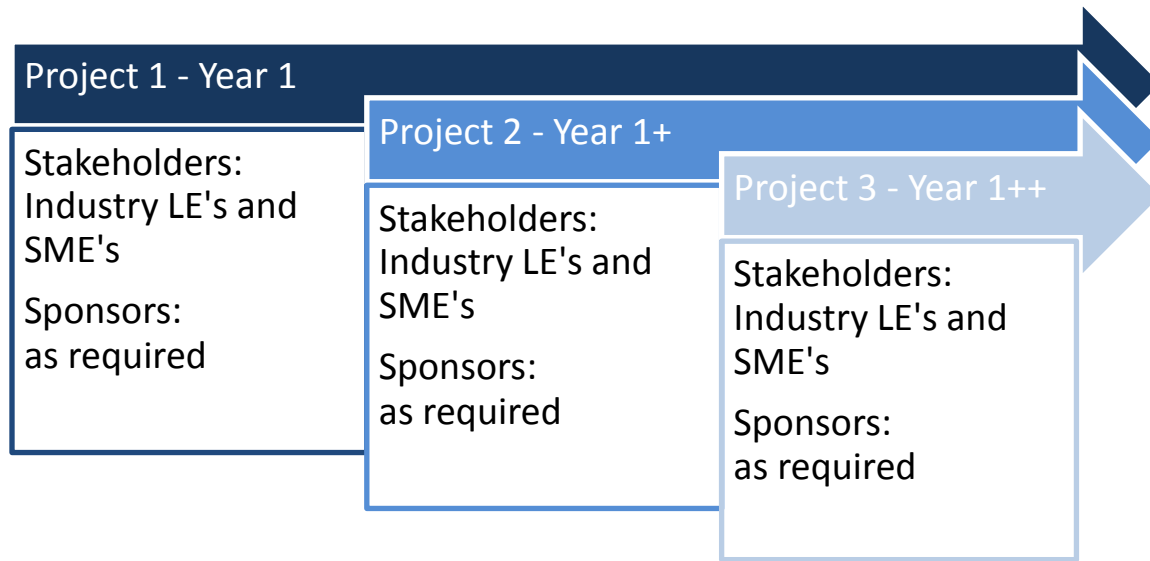 Project 1 - Year 1
Stakeholders:
Industry LE's and
SME's
Sponsors:
as required
Project 2 - Year 1+
Stakeholders:
Industry LE's and
SME's
Sponsors:
as required
Project 3 - Year 1++
Stakeholders:
Industry LE's and
SME's
Sponsors:
as required